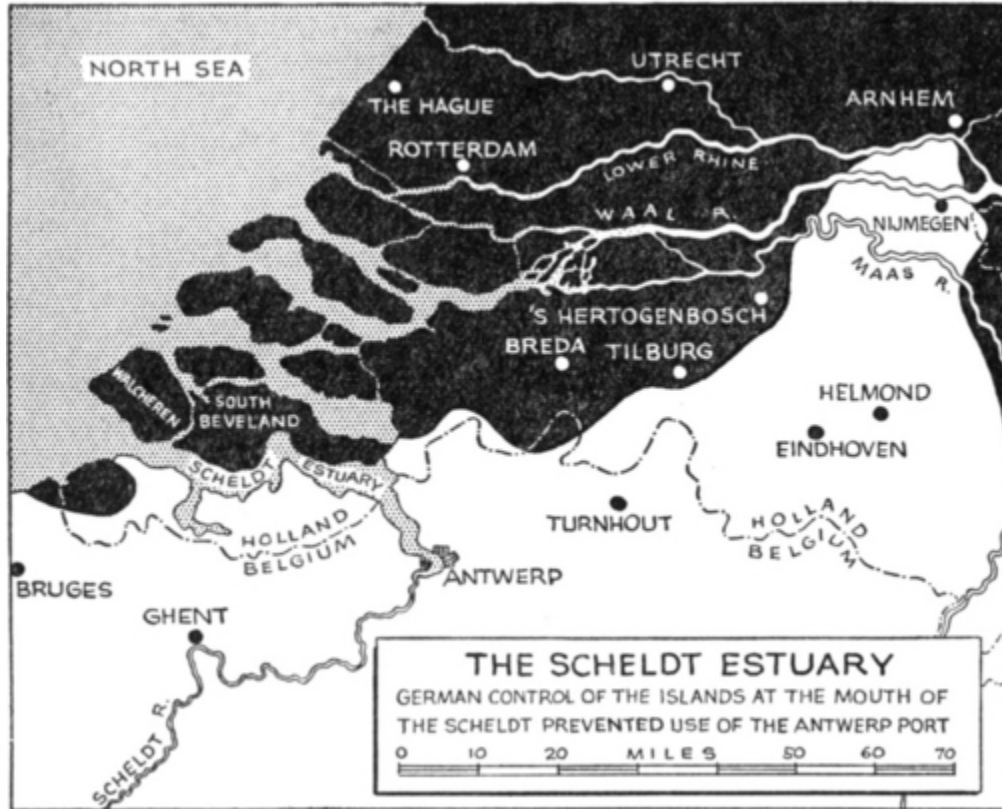 NORTH SEA
UTRECHT
THE HAGUE
ARNHEM
ROTTERDAM
LOWER RHINE
WAAL R.
NIJMEGEN
MAAS R.
'S HERTOGENBOSCH
BREDA
TILBURG
WALCHEREN
SOUTH
BEVELAND
HELMOND
EINDHOVEN
SCHELDT ESTUARY
TURNHOUT
HOLLAND
BELGIUM
HOLLAND
BELGIUM
BRUGES
ANTWERP
GHENT
SCHELDT R.
THE SCHELDT ESTUARY
GERMAN CONTROL OF THE ISLANDS AT THE MOUTH OF
THE SCHELDT PREVENTED USE OF THE ANTWERP PORT
0 10 20 MILES 50 60 70